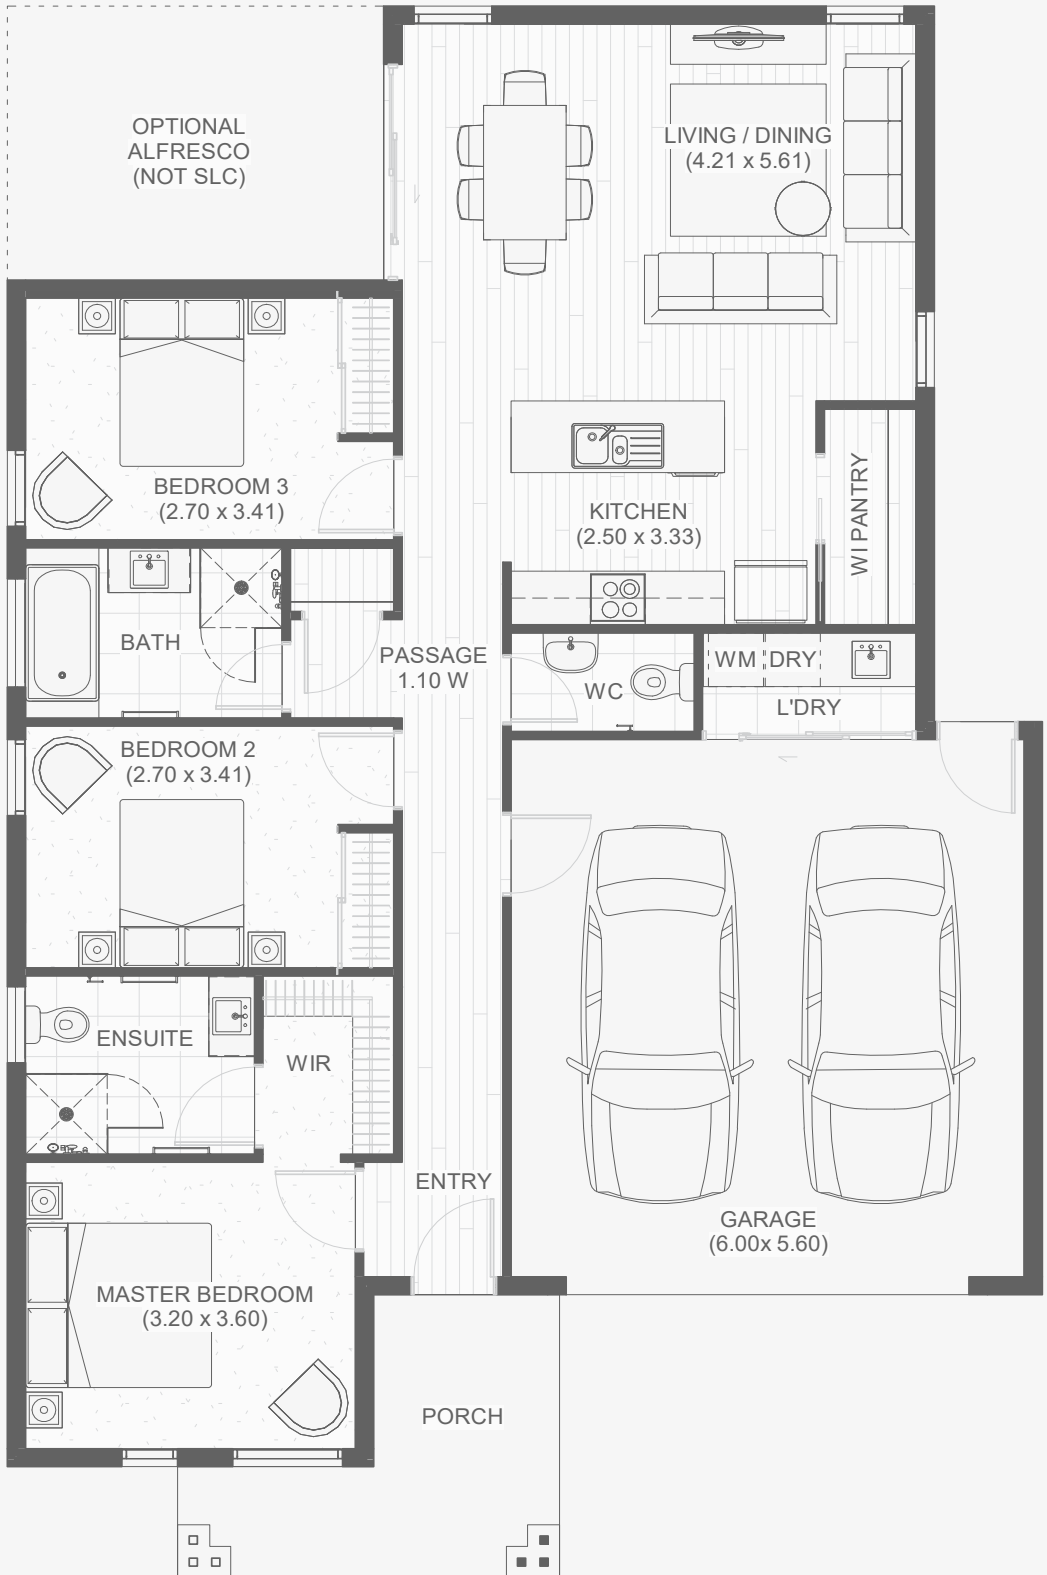 OPTIONAL
ALFRESCO
(NOT SLC)
LIVING / DINING
(4.21 x 5.61)
BEDROOM 3
(2.70 x 3.41)
KITCHEN
(2.50 x 3.33)
WI PANTRY
BATH
PASSAGE
1.10 W
WC
WM
DRY
L'DRY
BEDROOM 2
(2.70 x 3.41)
ENSUITE
WIR
ENTRY
GARAGE
(6.00x 5.60)
MASTER BEDROOM
(3.20 x 3.60)
PORCH